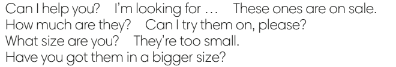 Can I help you? I'm looking for ... These ones are on sale.
How much are they? Can I try them on, please?
What size are you? They're too small.
Have you got them in a bigger size?